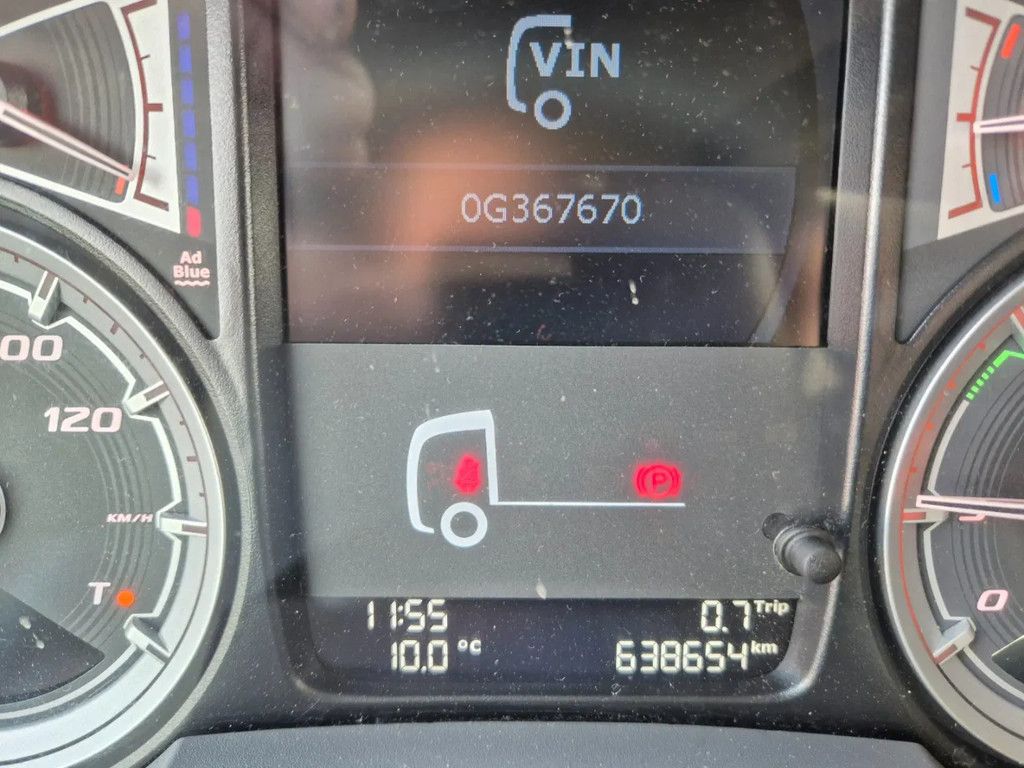 VIN
0G367670
Ad
Blue
00
120
KM/H
T
P
0
11:55
0.7 Trip
10.0 °C
638654 km